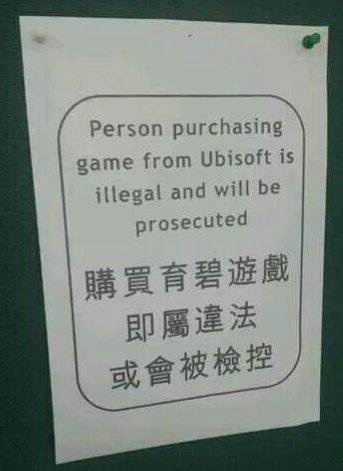 Person purchasing
game from Ubisoft is
illegal and will be
prosecuted
購買育碧遊戲
即屬違法
或會被檢控